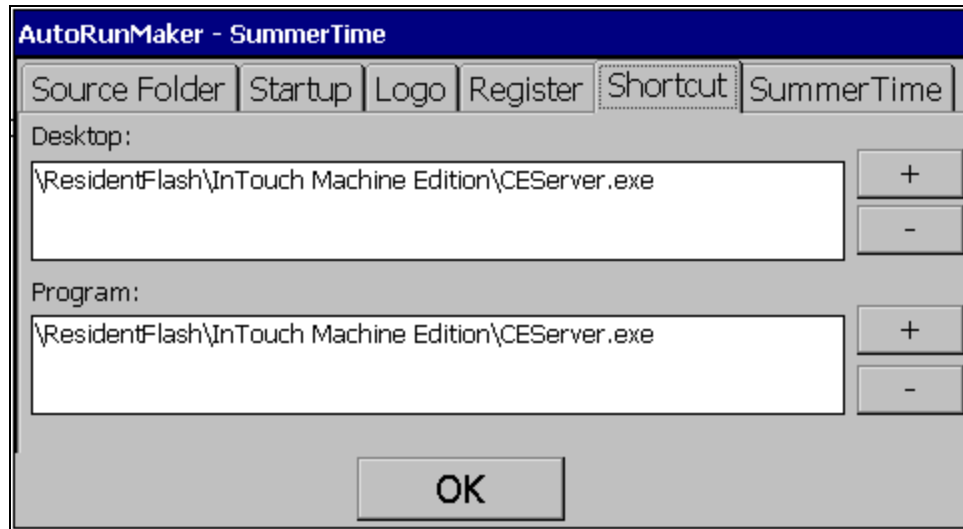 AutoRunMaker - SummerTime
Source Folder Startup Logo Register Shortcut SummerTime
Desktop:
\ResidentFlash\InTouch Machine Edition\CEServer.exe
+
-
Program:
\ResidentFlash\InTouch Machine Edition\CEServer.exe
+
-
OK